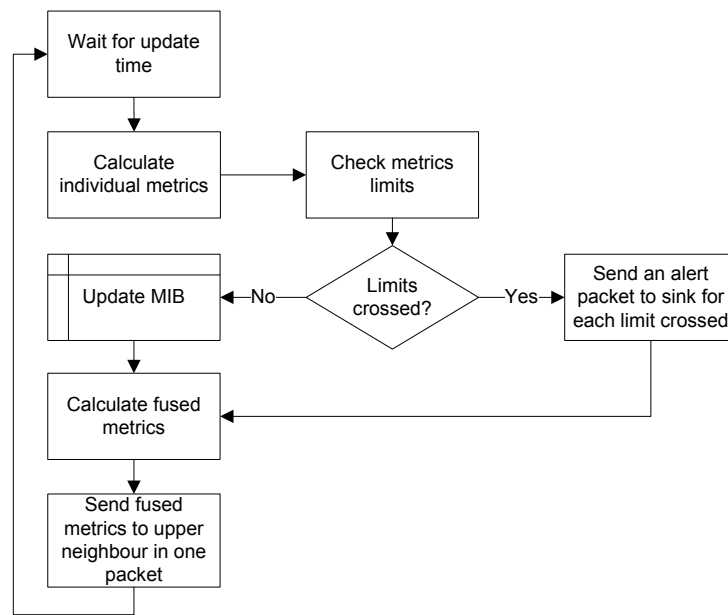 Wait for update
time
Calculate
individual metrics
Check metrics
limits
Update MIB
No
Limits
crossed?
Yes
Send an alert
packet to sink for
each limit crossed
Calculate fused
metrics
Send fused
metrics to upper
neighbour in one
packet